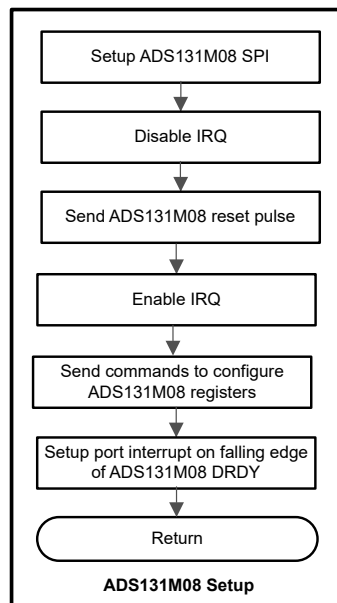 Setup ADS131M08 SPI
Disable IRQ
Send ADS131M08 reset pulse
Enable IRQ
Send commands to configure
ADS131M08 registers
Setup port interrupt on falling edge
of ADS131M08 DRDY
Return
ADS131M08 Setup